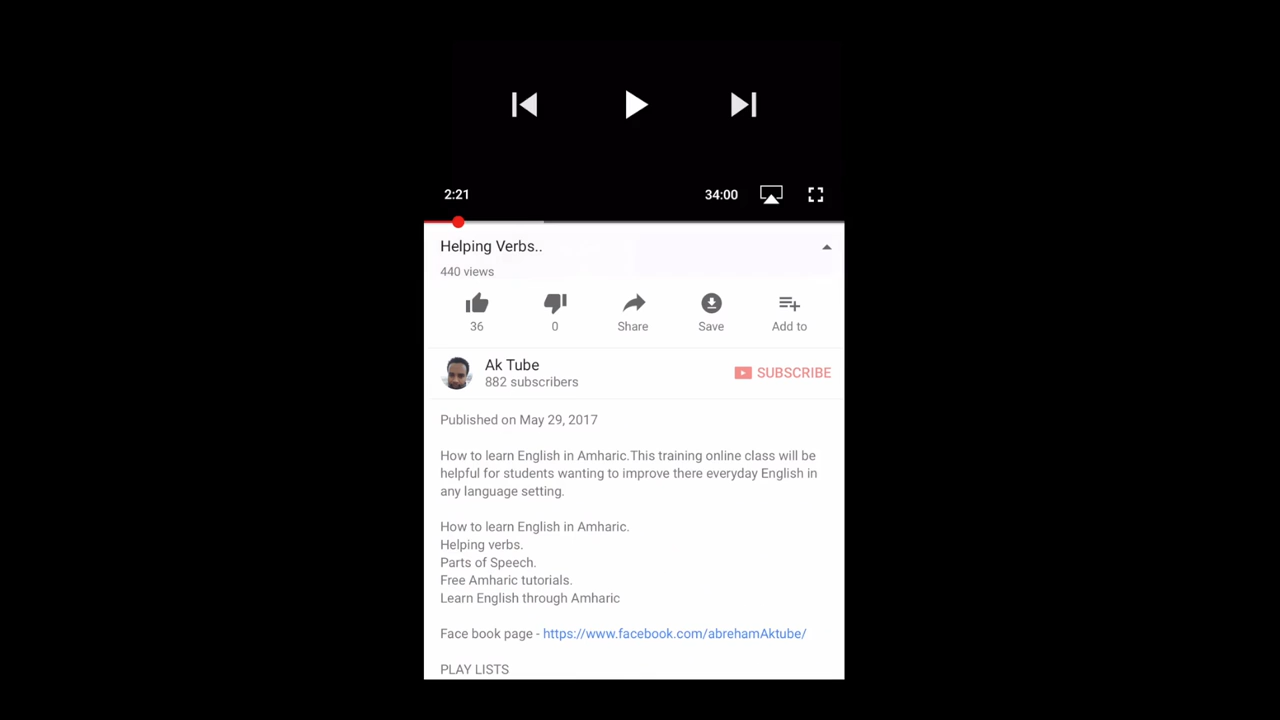 2:21
34:00
Helping Verbs..
440 views
36
0
Share
Save
Add to
Ak Tube
882 subscribers
SUBSCRIBE
Published on May 29, 2017
How to learn English in Amharic.This training online class will be
helpful for students wanting to improve there everyday English in
any language setting.
How to learn English in Amharic.
Helping verbs.
Parts of Speech.
Free Amharic tutorials.
Learn English through Amharic
Face book page - https://www.facebook.com/abrehamAktube/
PLAY LISTS